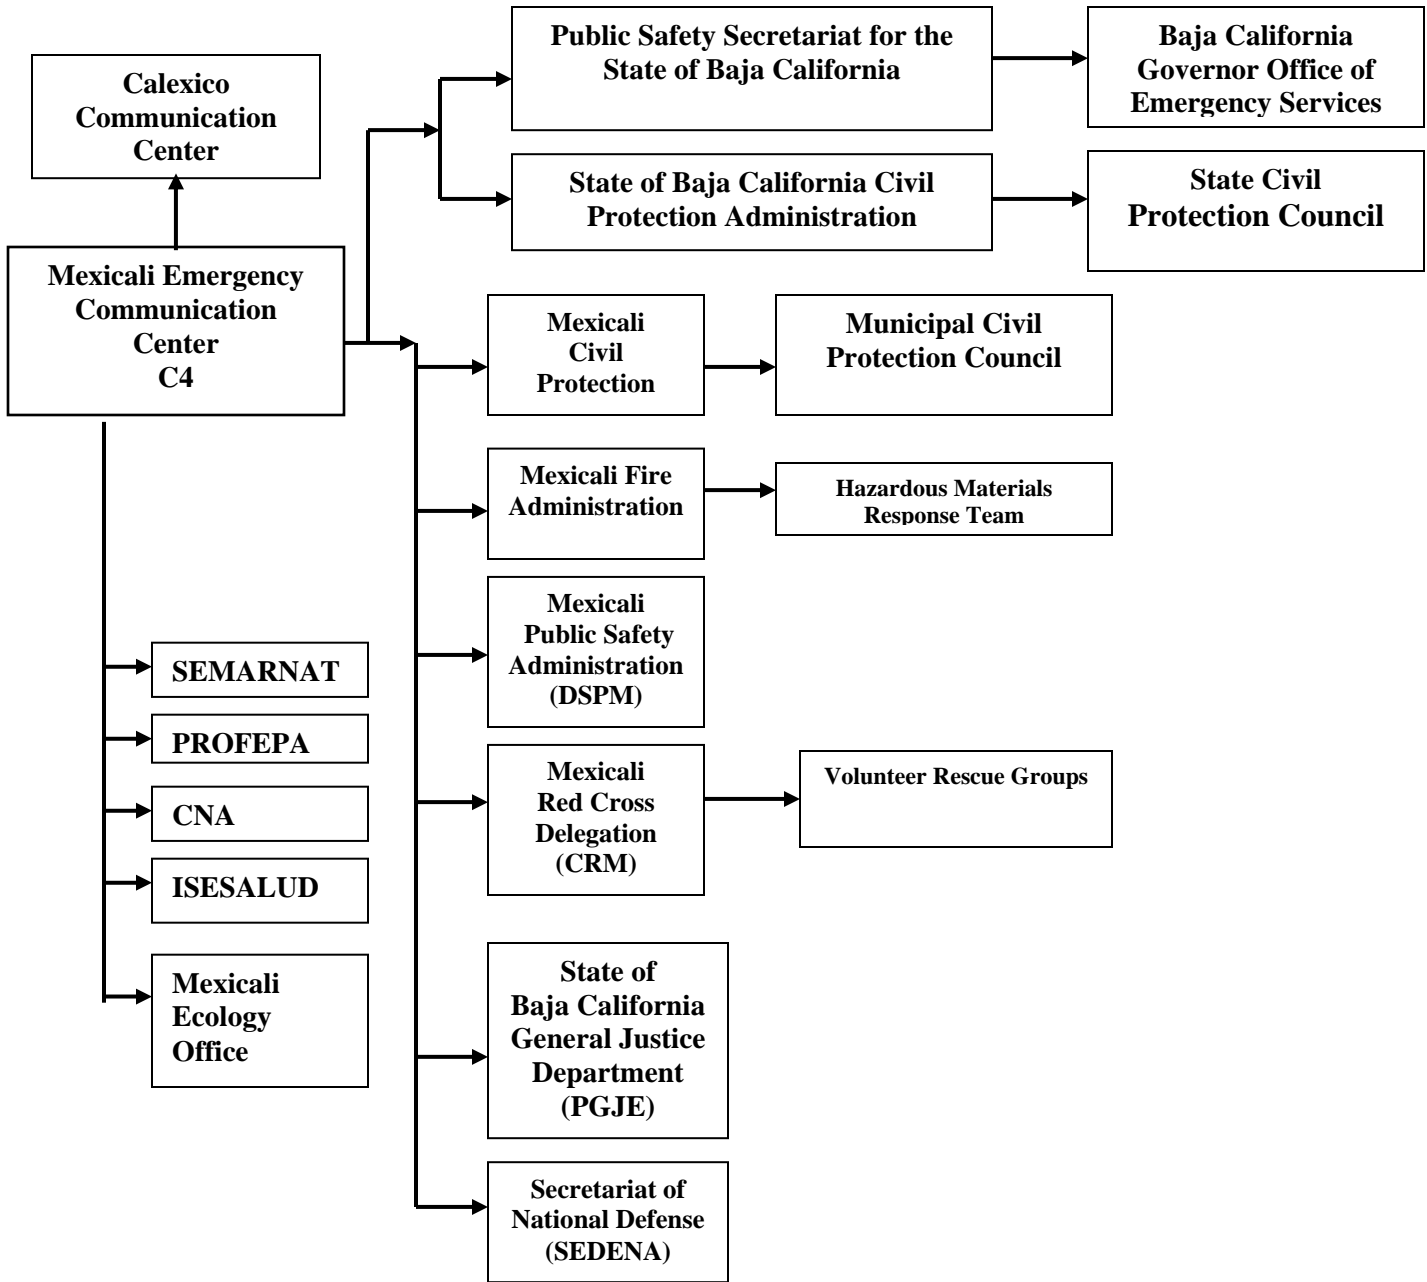 Public Safety Secretariat for the
State of Baja California
Baja California
Governor Office of
Emergency Services
Calexico
Communication
Center
State of Baja California Civil
Protection Administration
State Civil
Protection Council
Mexicali Emergency
Communication
Center
C4
Mexicali
Civil
Protection
Municipal Civil
Protection Council
Mexicali Fire
Administration
Hazardous Materials
Response Team
Mexicali
Public Safety
Administration
(DSPM)
SEMARNAT
PROFEPA
CNA
ISESALUD
Mexicali
Ecology
Office
Mexicali
Red Cross
Delegation
(CRM)
Volunteer Rescue Groups
State of
Baja California
General Justice
Department
(PGJE)
Secretariat of
National Defense
(SEDENA)